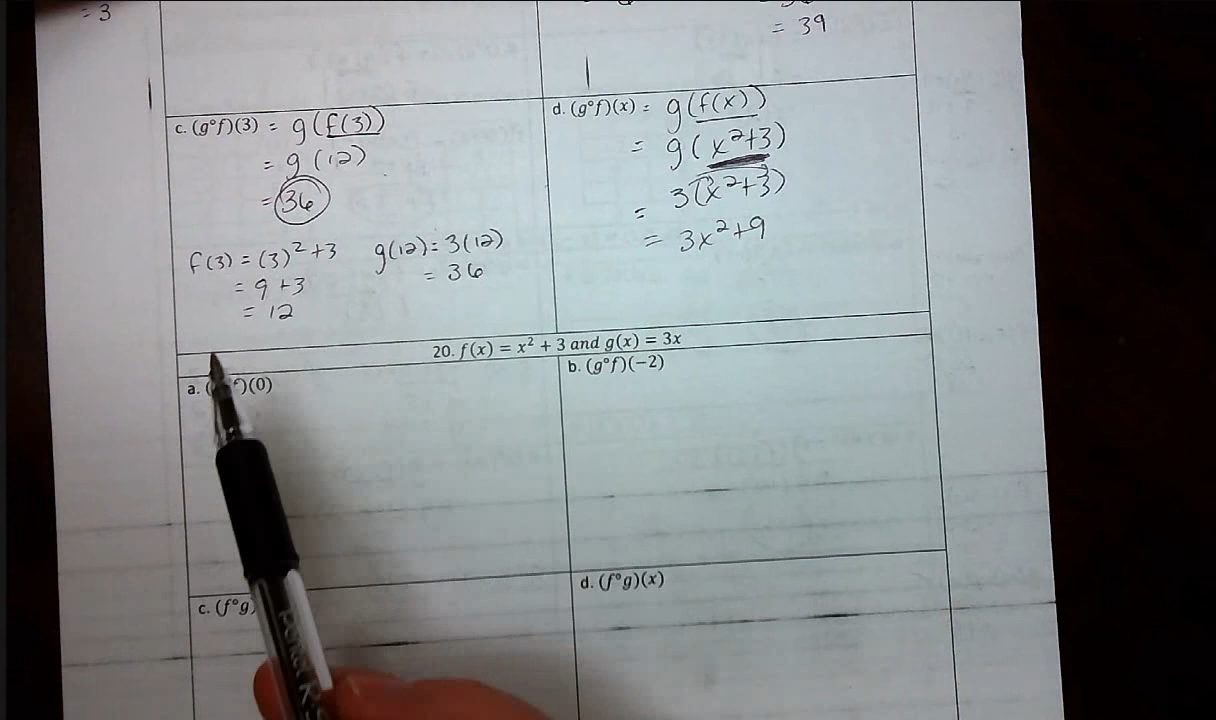 = 3
= 39
c. (g°f)(3) = g(f(3))
= g(12)
= 36
f(3) = (3)² + 3
= 9 + 3
= 12
g(12) = 3(12)
= 36
d. (g°f)(x) = g(f(x))
= g(x²+3)
= 3(x²+3)
= 3x²+9
20. f(x) = x² + 3 and g(x) = 3x
a. ( )(0)
b. (g°f)(−2)
c. (f°g)
d. (f°g)(x)